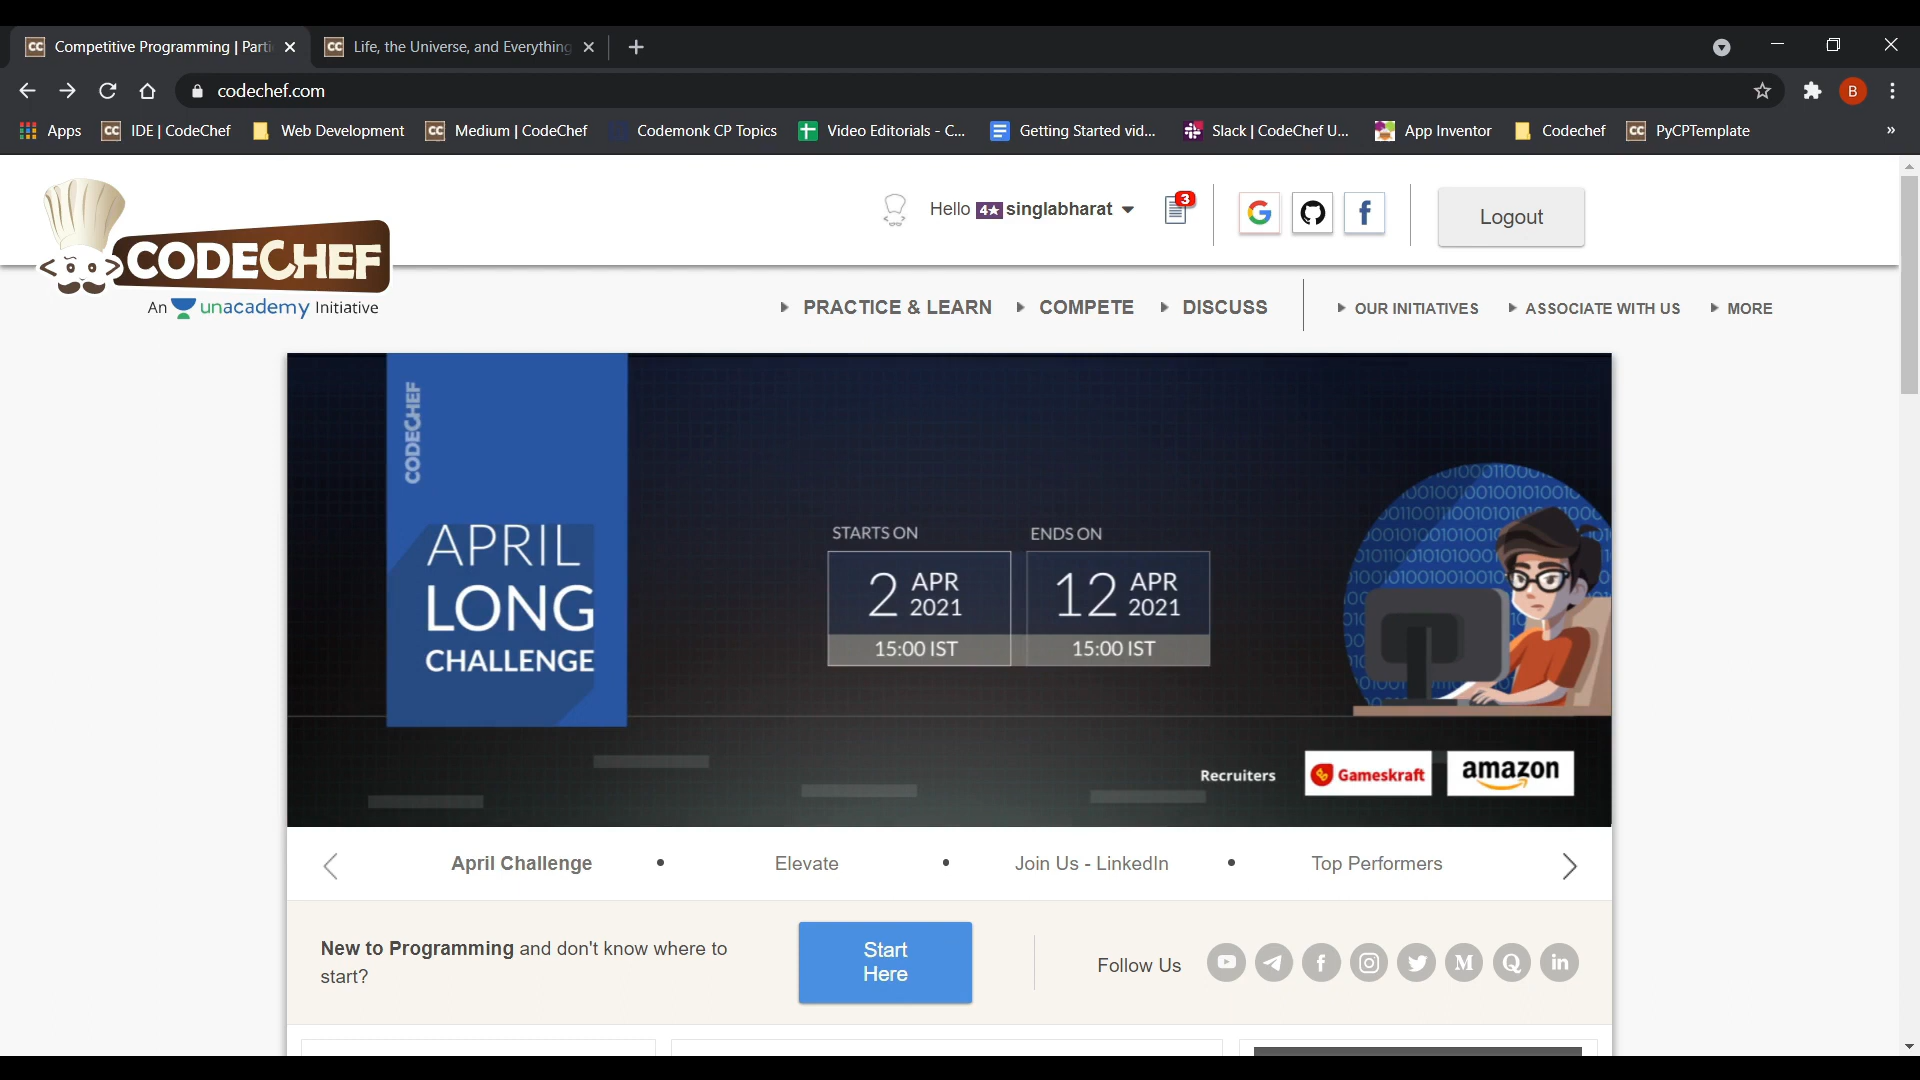 Competitive Programming | Parti
Life, the Universe, and Everything
codechef.com
B
Apps
IDE | CodeChef
Web Development
Medium | CodeChef
Codemonk CP Topics
Video Editorials - C...
Getting Started vid...
Slack | CodeChef U...
App Inventor
Codechef
PyCPTemplate
»
CODECHEF
An unacademy Initiative
Hello 4★ singlabharat
3
Logout
PRACTICE & LEARN
COMPETE
DISCUSS
OUR INITIATIVES
ASSOCIATE WITH US
MORE
CODECHEF
APRIL
LONG
CHALLENGE
STARTS ON
2 APR
2021
15:00 IST
ENDS ON
12 APR
2021
15:00 IST
Recruiters
Gameskraft
amazon
April Challenge
Elevate
Join Us - LinkedIn
Top Performers
New to Programming and don't know where to
start?
Start
Here
Follow Us